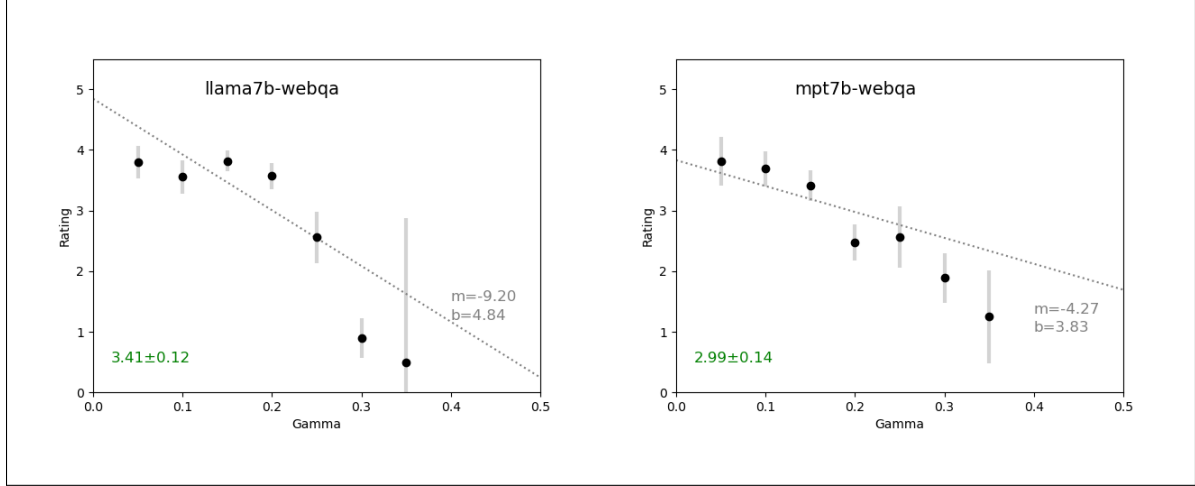 llama7b-webqa
5
4
3
2
1
0
Rating
m=-9.20
b=4.84
3.41±0.12
0.0 0.1 0.2 0.3 0.4 0.5
Gamma
mpt7b-webqa
5
4
3
2
1
0
Rating
m=-4.27
b=3.83
2.99±0.14
0.0 0.1 0.2 0.3 0.4 0.5
Gamma